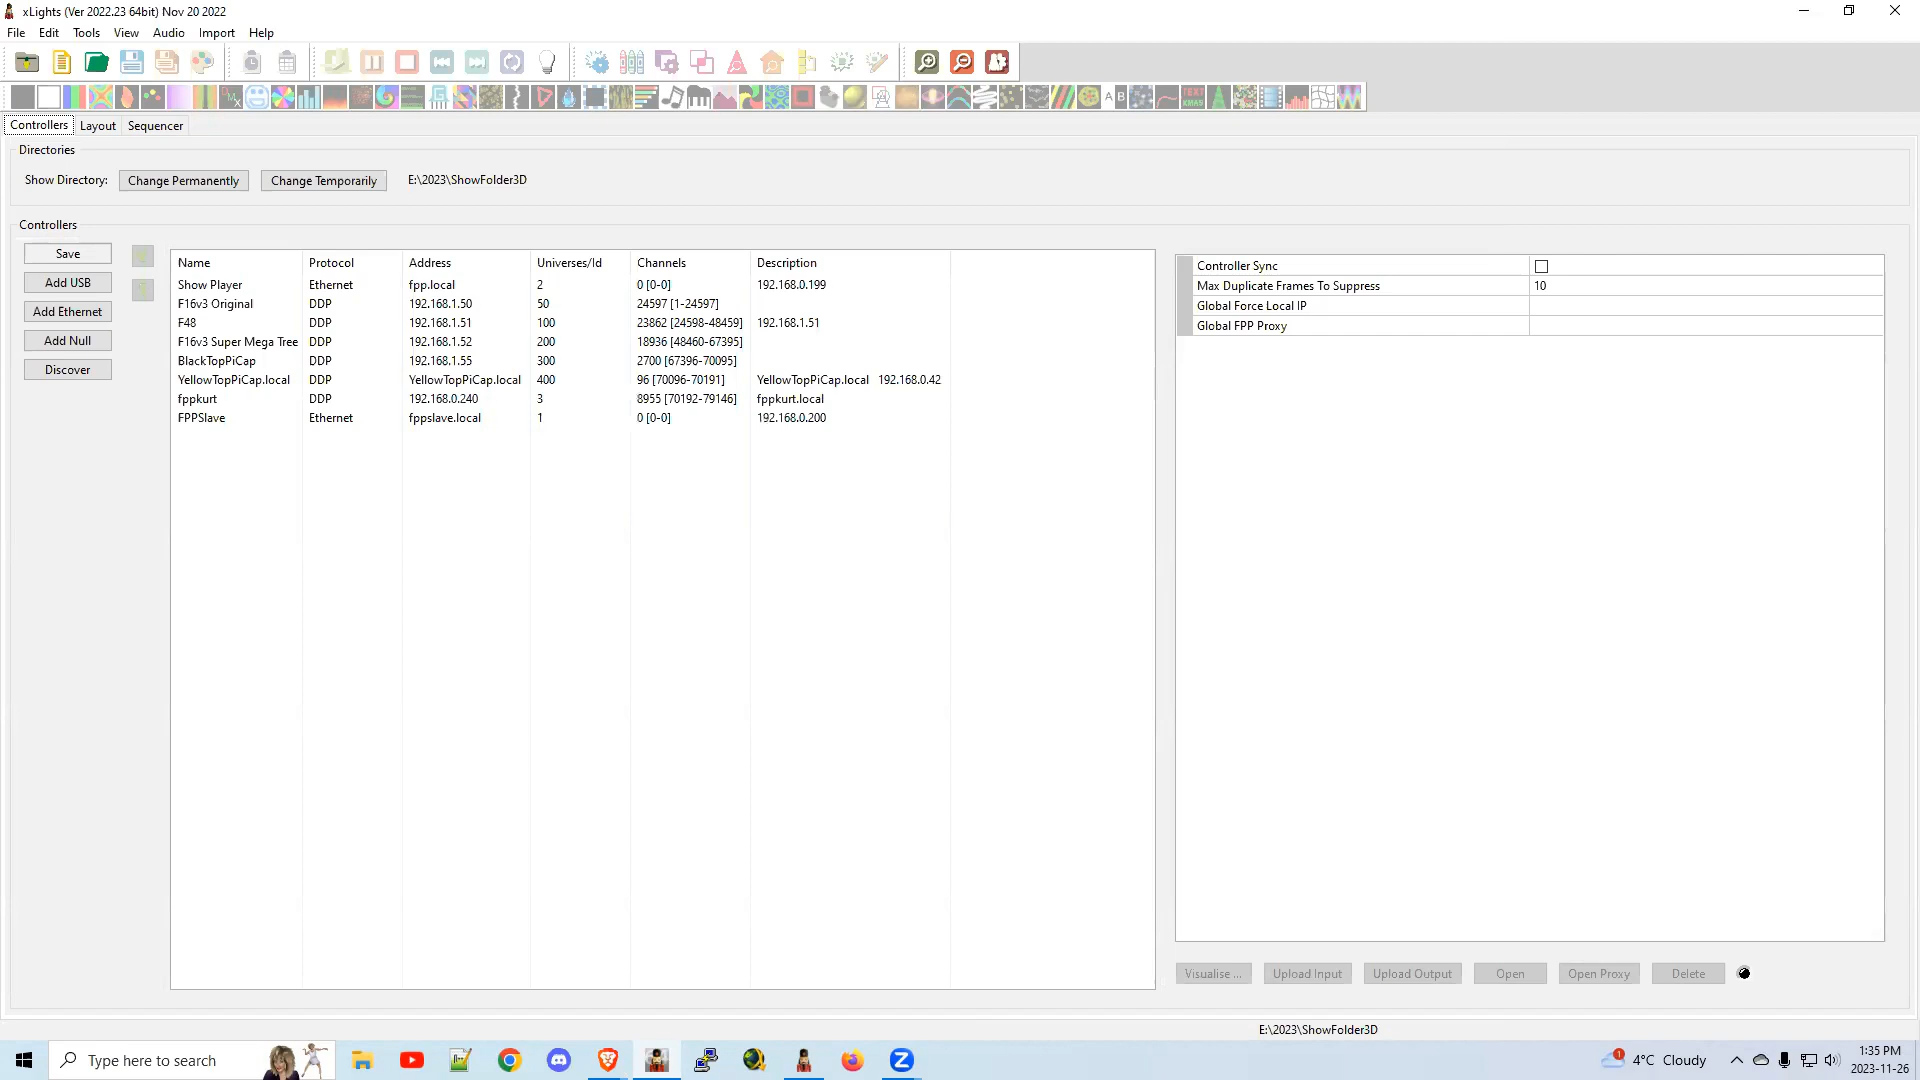 xLights (Ver 2022.23 64bit) Nov 20 2022
File Edit Tools View Audio Import Help
Controllers Layout Sequencer
Directories
Show Directory: Change Permanently Change Temporarily E:\2023\ShowFolder3D
Controllers
Save
Add USB
Add Ethernet
Add Null
Discover
Name Protocol Address Universes/Id Channels Description
Show Player Ethernet fpp.local 2 0 [0-0] 192.168.0.199
F16v3 Original DDP 192.168.1.50 50 24597 [1-24597]
F48 DDP 192.168.1.51 100 23862 [24598-48459] 192.168.1.51
F16v3 Super Mega Tree DDP 192.168.1.52 200 18936 [48460-67395]
BlackTopPiCap DDP 192.168.1.55 300 2700 [67396-70095]
YellowTopPiCap.local DDP YellowTopPiCap.local 400 96 [70096-70191] YellowTopPiCap.local 192.168.0.42
fppkurt DDP 192.168.0.240 3 8955 [70192-79146] fppkurt.local
FPPSlave Ethernet fppslave.local 1 0 [0-0] 192.168.0.200
Controller Sync
Max Duplicate Frames To Suppress 10
Global Force Local IP
Global FPP Proxy
Visualise ... Upload Input Upload Output Open Open Proxy Delete
E:\2023\ShowFolder3D
Type here to search
1 4°C Cloudy
1:35 PM
2023-11-26